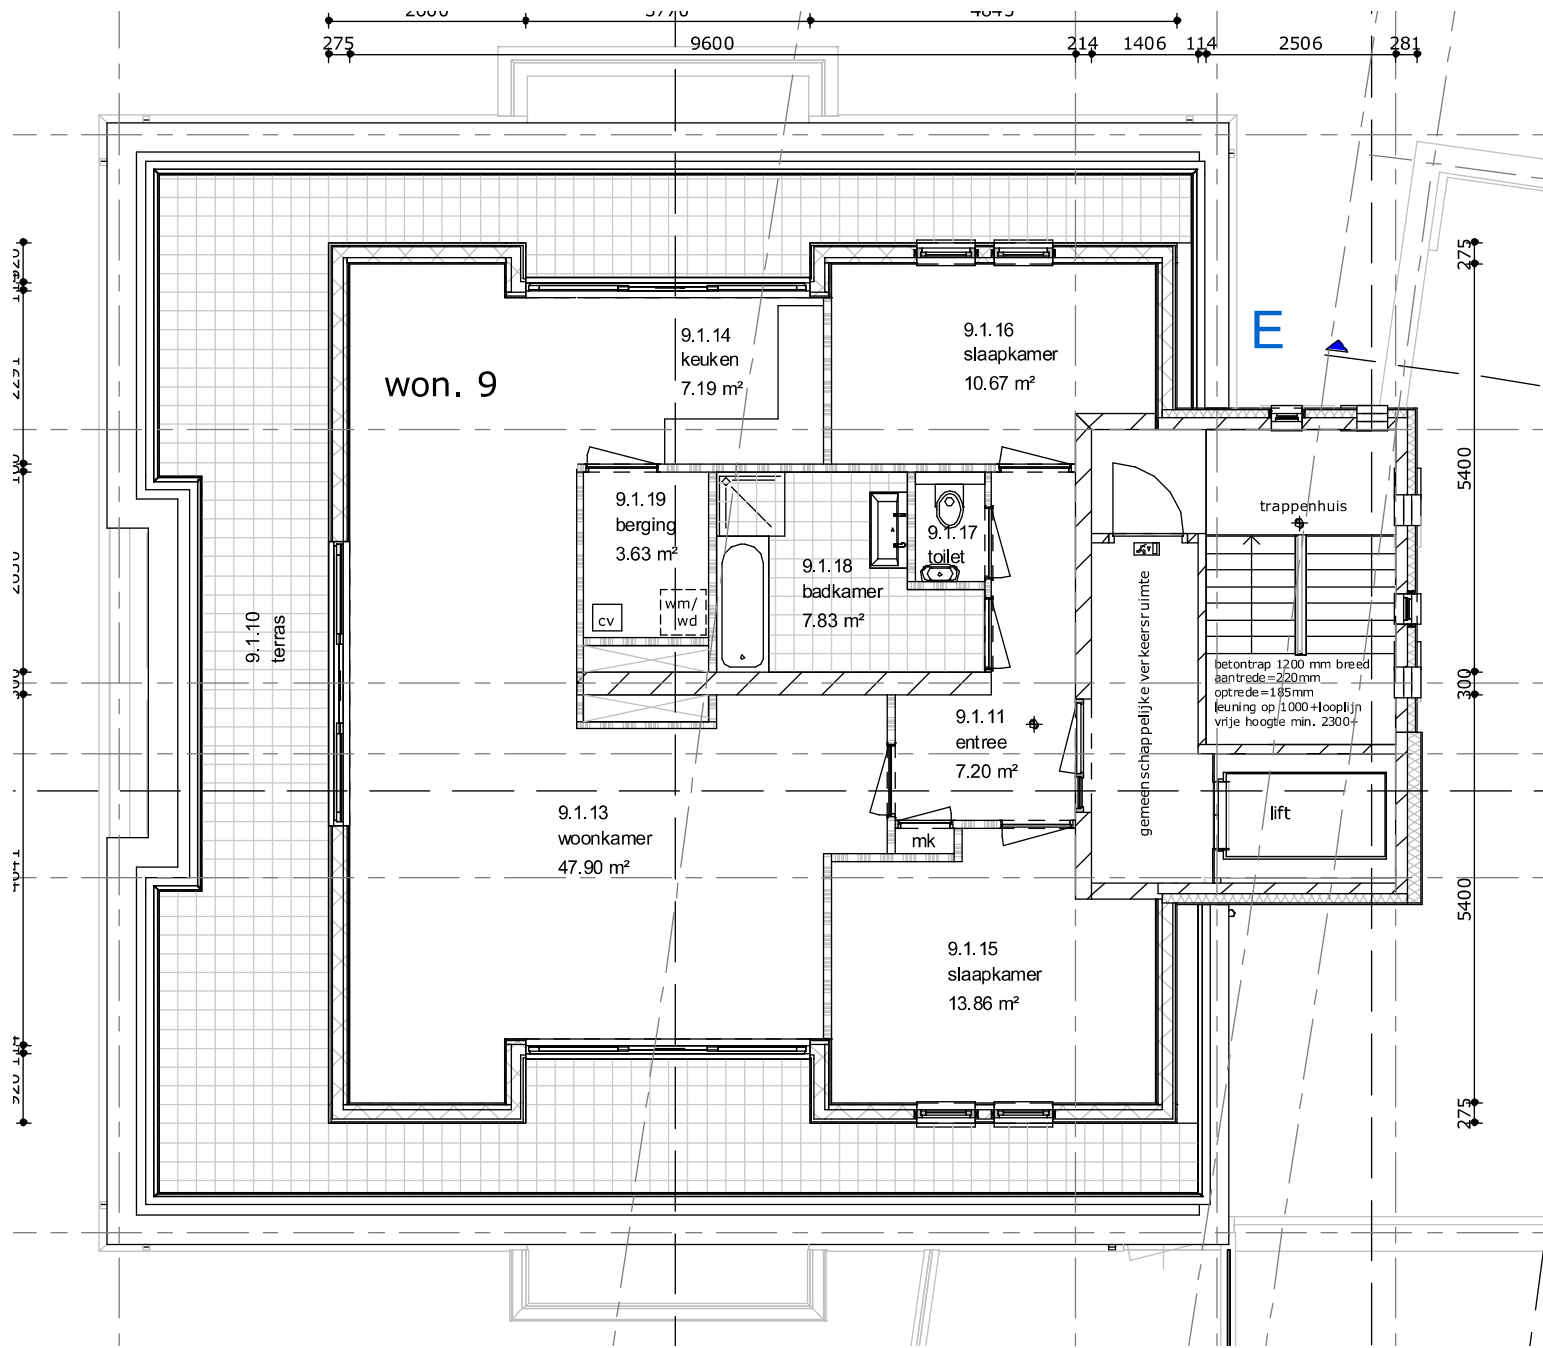 275
9600
214
1406
114
2506
281
275
9.1.14
keuken
7.19 m²
9.1.16
slaapkamer
10.67 m²
E
won. 9
5400
9.1.19
berging
3.63 m²
wm/
wd
cv
9.1.18
badkamer
7.83 m²
9.1.17
toilet
trappenhuis
gemeenschappelijke verkeersruimte
9.1.10
terras
betontrap 1200 mm breed
aantrede=220mm
optrede=185mm
leuning op 1000+looplijn
vrije hoogte min. 2300+
300
9.1.11
entree
7.20 m²
9.1.13
woonkamer
47.90 m²
mk
lift
5400
9.1.15
slaapkamer
13.86 m²
275